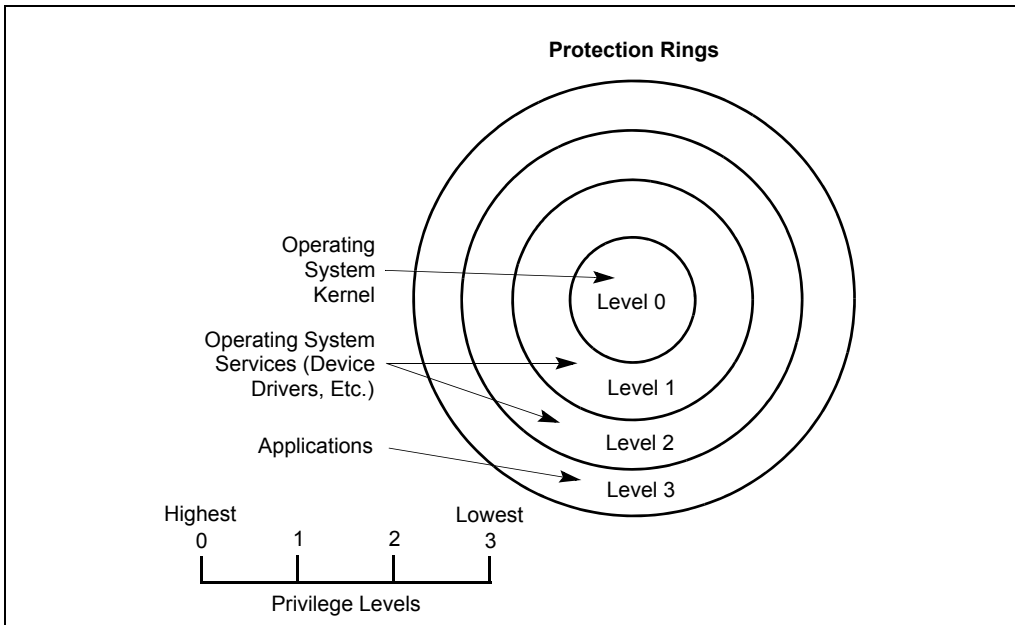 Protection Rings
Operating
System
Kernel
Level 0
Operating System
Services (Device
Drivers, Etc.)
Level 1
Level 2
Applications
Level 3
Highest
Lowest
0
1
2
3
Privilege Levels